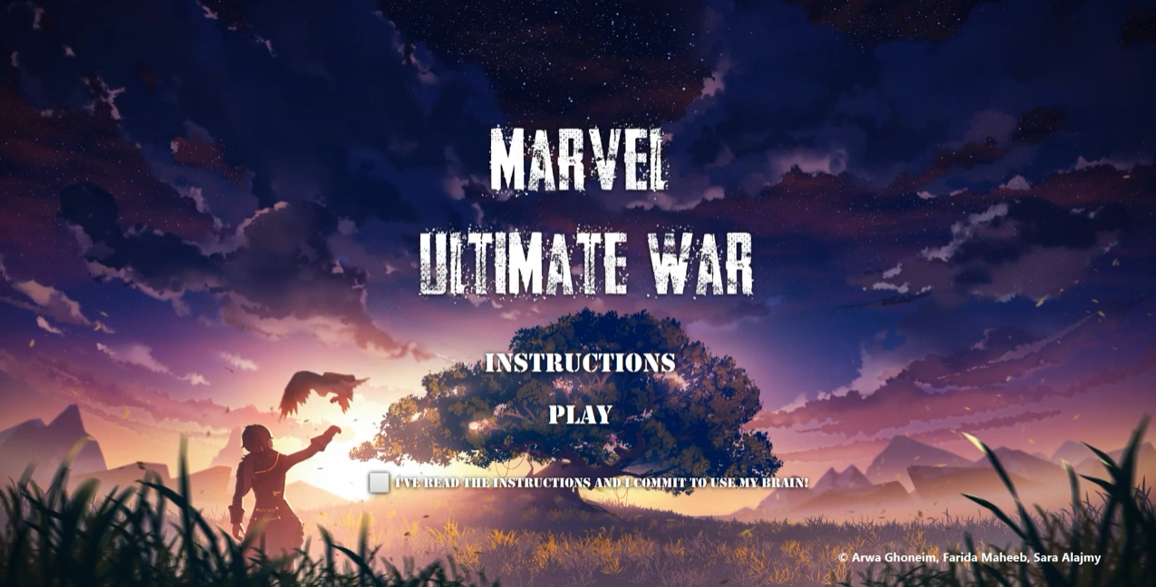 MARVEL
ULTIMATE WAR
INSTRUCTIONS
PLAY
I'VE READ THE INSTRUCTIONS AND I COMMIT TO USE MY BRAIN!
© Arwa Ghoneim, Farida Maheeb, Sara Alajmy